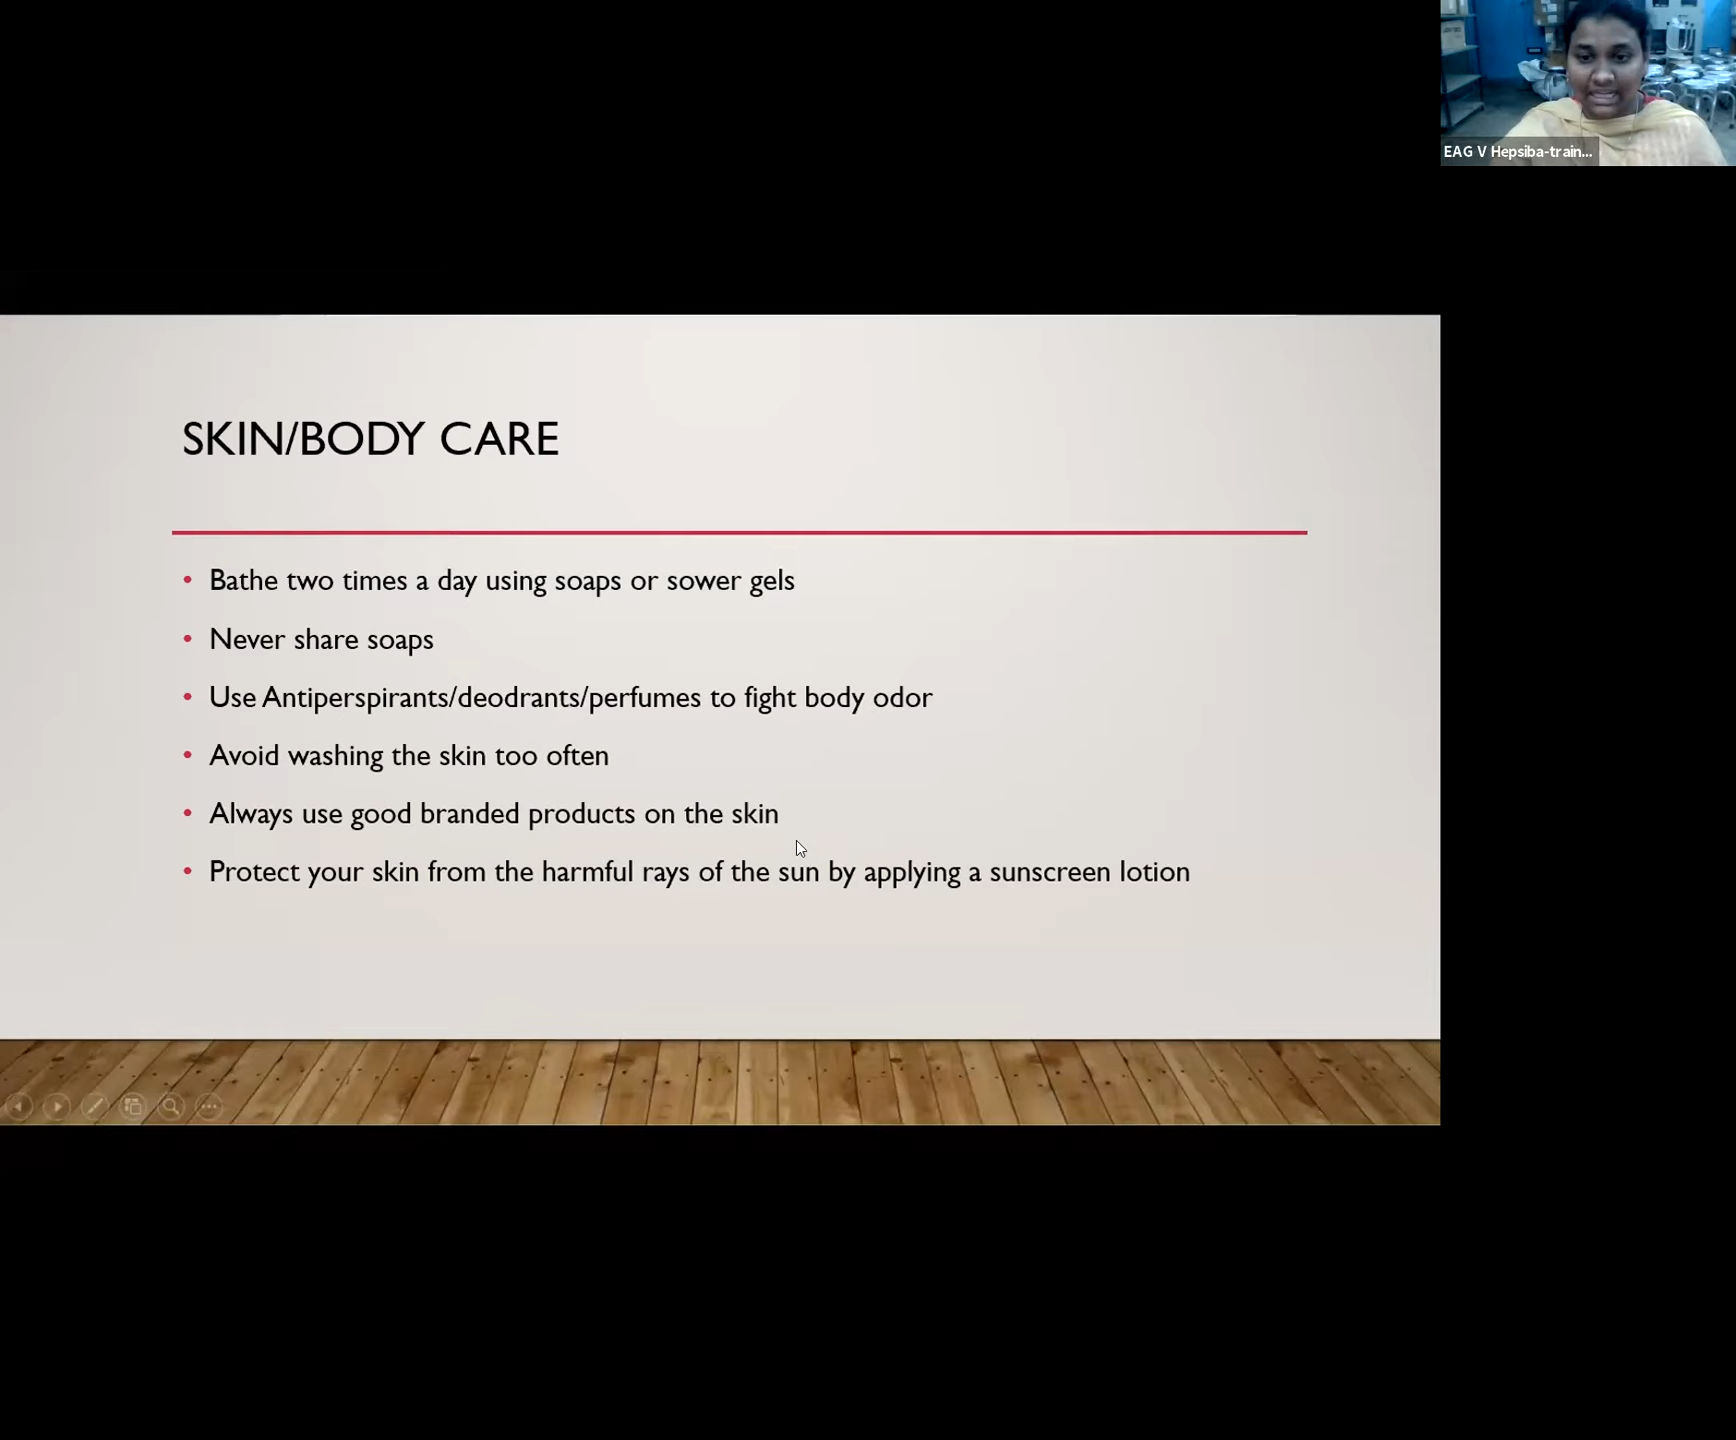 EAG V Hepsiba-train...
SKIN/BODY CARE
• Bathe two times a day using soaps or sower gels
• Never share soaps
• Use Antiperspirants/deodrants/perfumes to fight body odor
• Avoid washing the skin too often
• Always use good branded products on the skin
• Protect your skin from the harmful rays of the sun by applying a sunscreen lotion